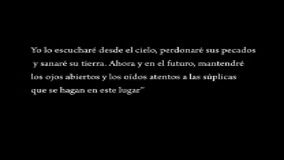 Yo lo escucharé desde el cielo, perdonaré sus pecados
y sanaré su tierra. Ahora y en el futuro, mantendré
los ojos abiertos y los oídos atentos a las súplicas
que se hagan en este lugar"